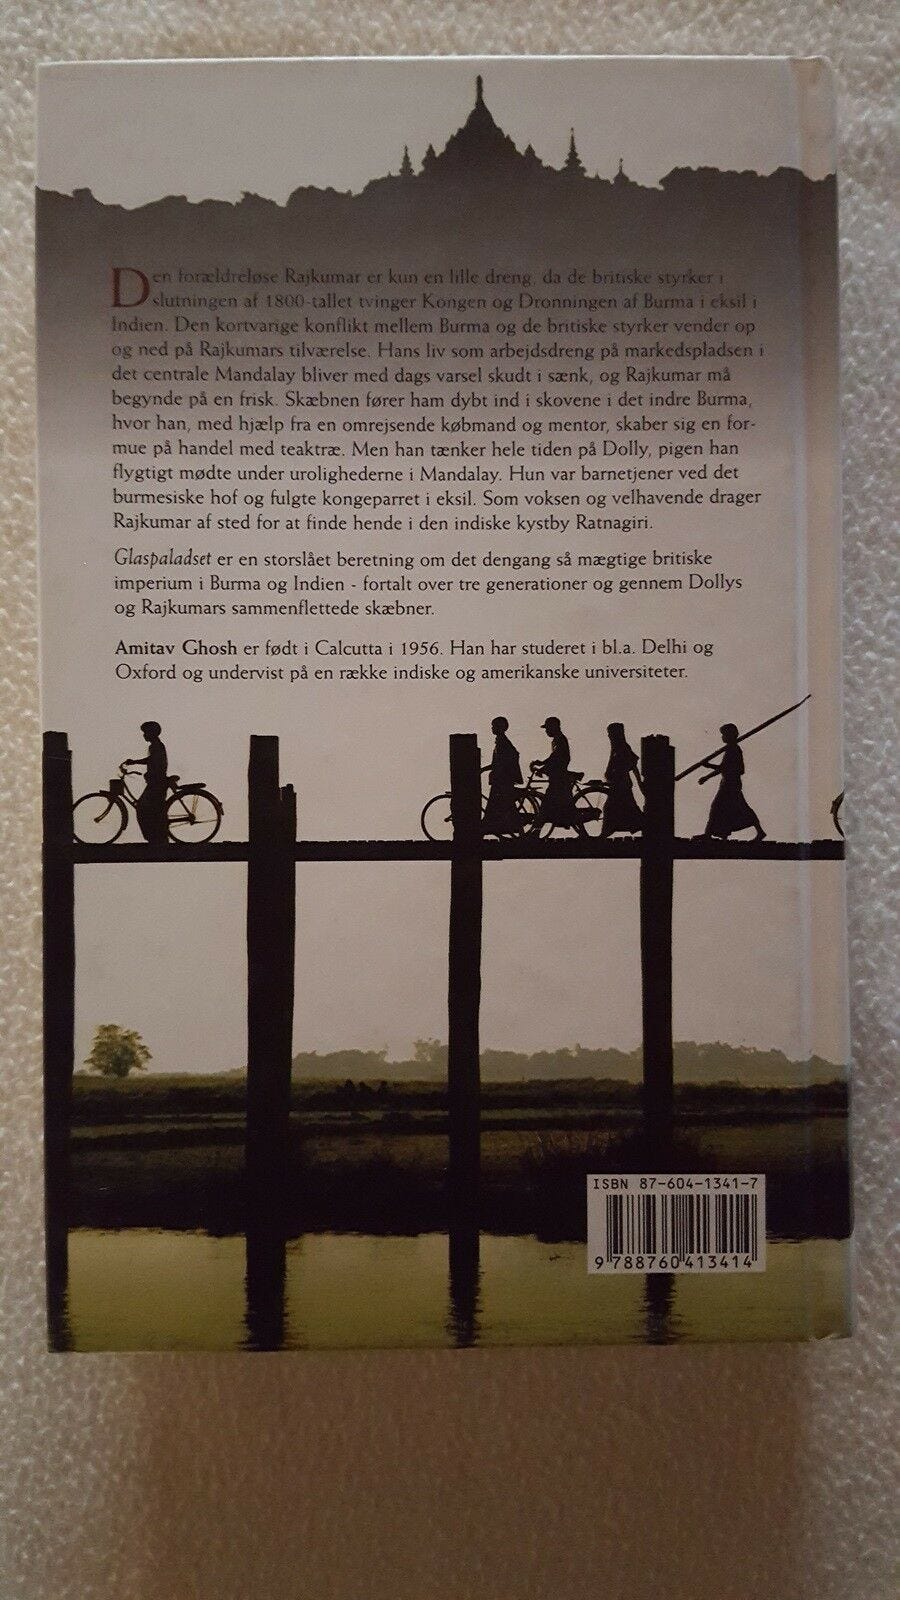 Den forældreløse Rajkumar er kun en lille dreng, da de britiske styrker i
slutningen af 1800-tallet tvinger Kongen og Dronningen af Burma i eksil i
Indien. Den kortvarige konflikt mellem Burma og de britiske styrker vender op
og ned på Rajkumars tilværelse. Hans liv som arbejdsdreng på markedspladsen i
det centrale Mandalay bliver med dags varsel skudt i sænk, og Rajkumar må
begynde på en frisk. Skæbnen fører ham dybt ind i skovene i det indre Burma,
hvor han, med hjælp fra en omrejsende købmand og mentor, skaber sig en for-
mue på handel med teaktræ. Men han tænker hele tiden på Dolly, pigen han
flygtigt mødte under urolighederne i Mandalay. Hun var barnetjener ved det
burmesiske hof og fulgte kongeparret i eksil. Som voksen og velhavende drager
Rajkumar af sted for at finde hende i den indiske kystby Ratnagiri.
Glaspaladset er en storslået beretning om det dengang så mægtige britiske
imperium i Burma og Indien - fortalt over tre generationer og gennem Dollys
og Rajkumars sammenflettede skæbner.
Amitav Ghosh er født i Calcutta i 1956. Han har studeret i bl.a. Delhi og
Oxford og undervist på en række indiske og amerikanske universiteter.
ISBN 87-604-1341-7
9 788760 413414